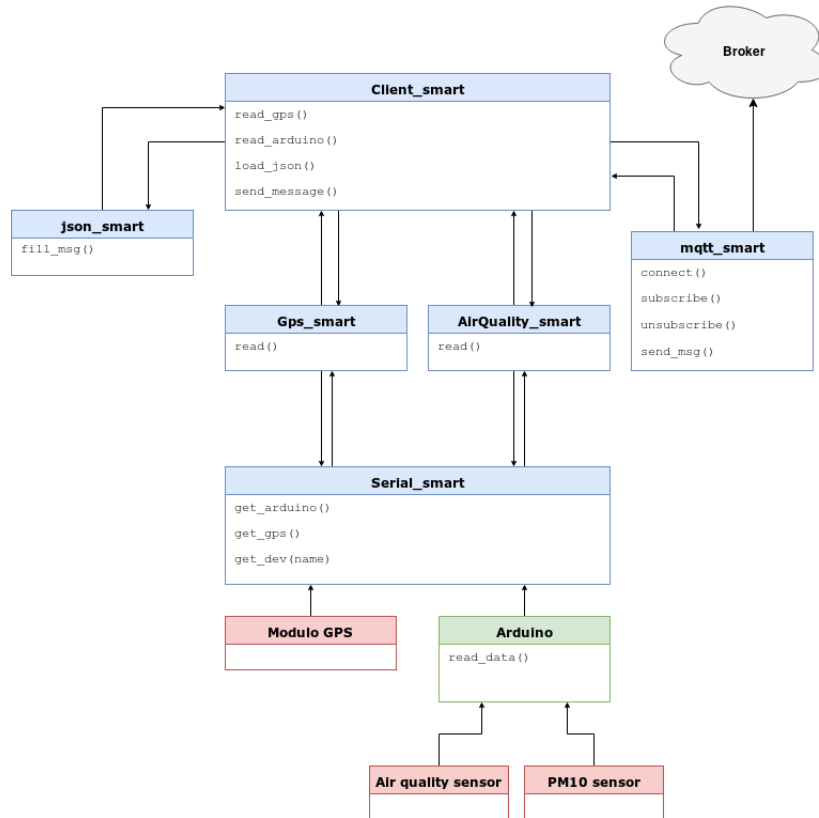 Broker
Client_smart
read_gps()
read_arduino()
load_json()
send_message()
json_smart
fill_msg()
mqtt_smart
connect()
subscribe()
unsubscribe()
send_msg()
Gps_smart
read()
AirQuality_smart
read()
Serial_smart
get_arduino()
get_gps()
get_dev(name)
Modulo GPS
Arduino
read_data()
Air quality sensor
PM10 sensor